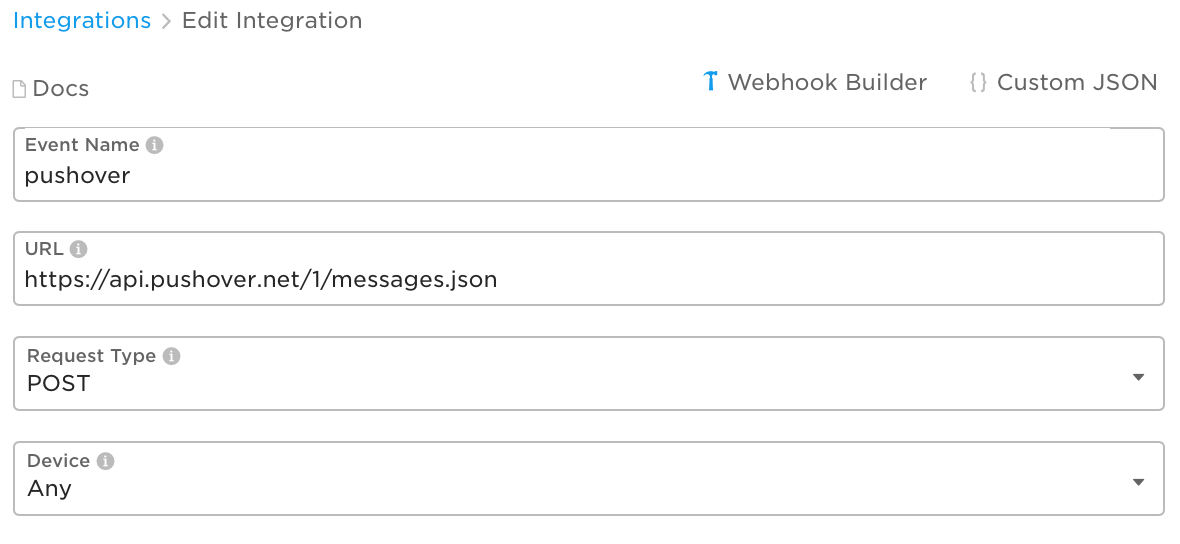 Integrations > Edit Integration
Docs
Webhook Builder
{} Custom JSON
Event Name
pushover
URL
https://api.pushover.net/1/messages.json
Request Type
POST
Device
Any